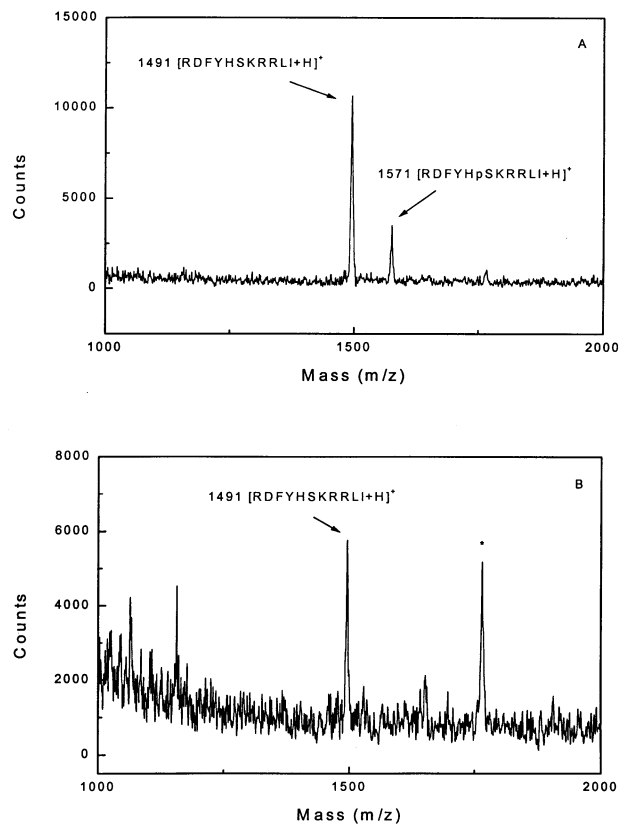 15000
A
1491 [RDFYHSKRRLI+H]+
10000
1571 [RDFYHpSKRRLI+H]+
Counts
5000
0
1000
1500
2000
Mass (m/z)
8000
B
1491 [RDFYHSKRRLI+H]+
6000
*
4000
Counts
2000
0
1000
1500
2000
Mass (m/z)